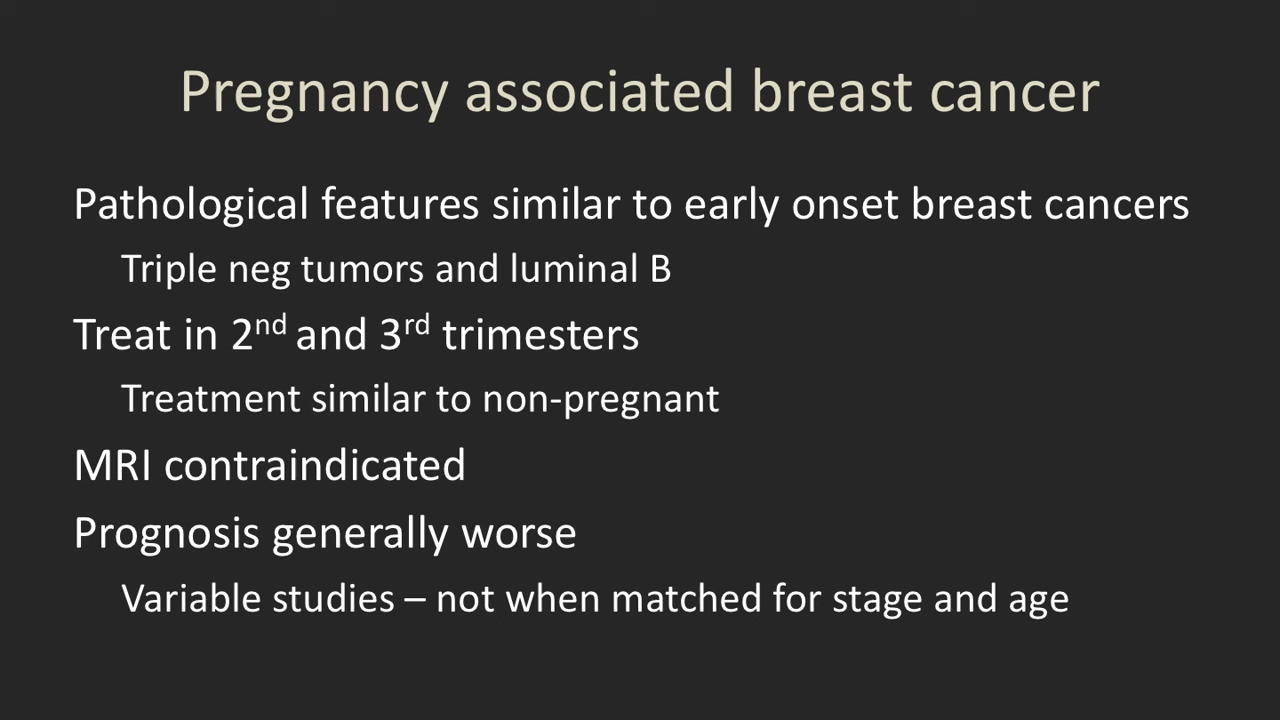 Pregnancy associated breast cancer
Pathological features similar to early onset breast cancers
Triple neg tumors and luminal B
Treat in 2nd and 3rd trimesters
Treatment similar to non-pregnant
MRI contraindicated
Prognosis generally worse
Variable studies – not when matched for stage and age